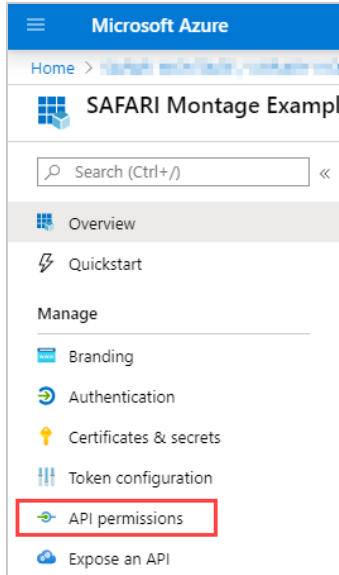 Microsoft Azure
Home >
SAFARI Montage Exampl
Search (Ctrl+/) «
Overview
Quickstart
Manage
Branding
Authentication
Certificates & secrets
Token configuration
API permissions
Expose an API